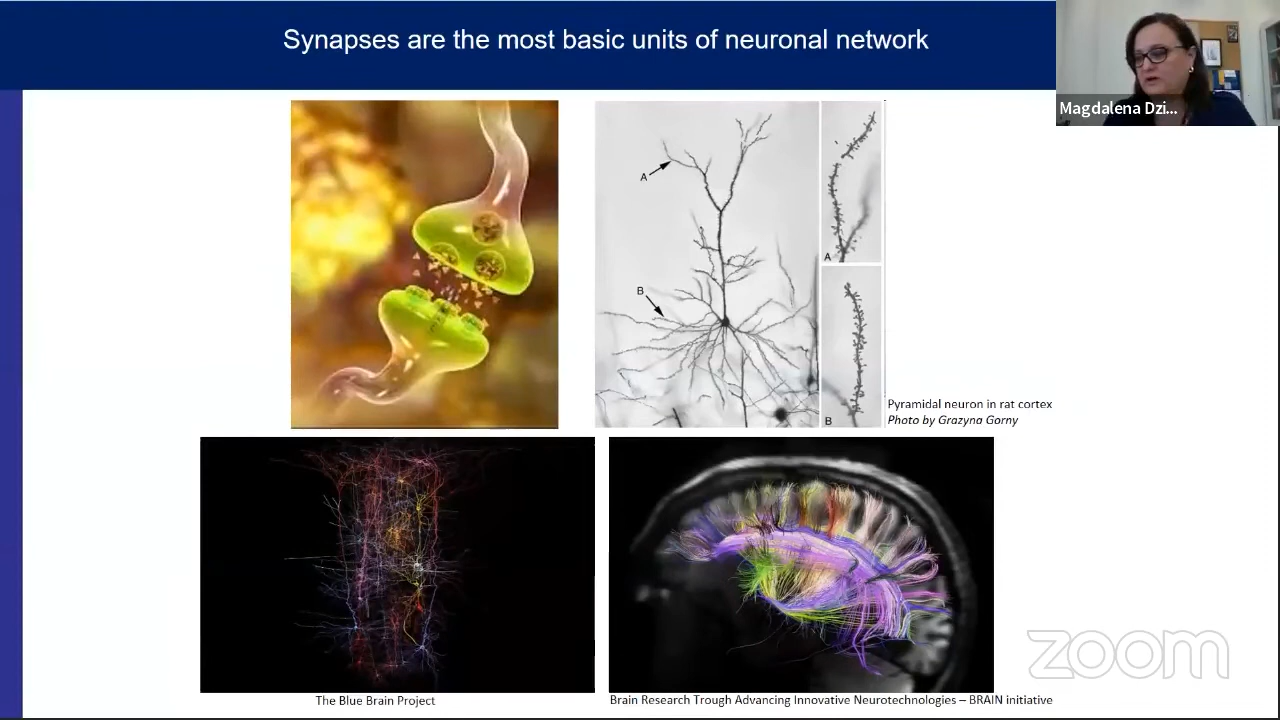 Synapses are the most basic units of neuronal network
Magdalena Dzi...
A
B
A
B
Pyramidal neuron in rat cortex
Photo by Grazyna Gorny
The Blue Brain Project
Brain Research Trough Advancing Innovative Neurotechnologies – BRAIN initiative
zoom